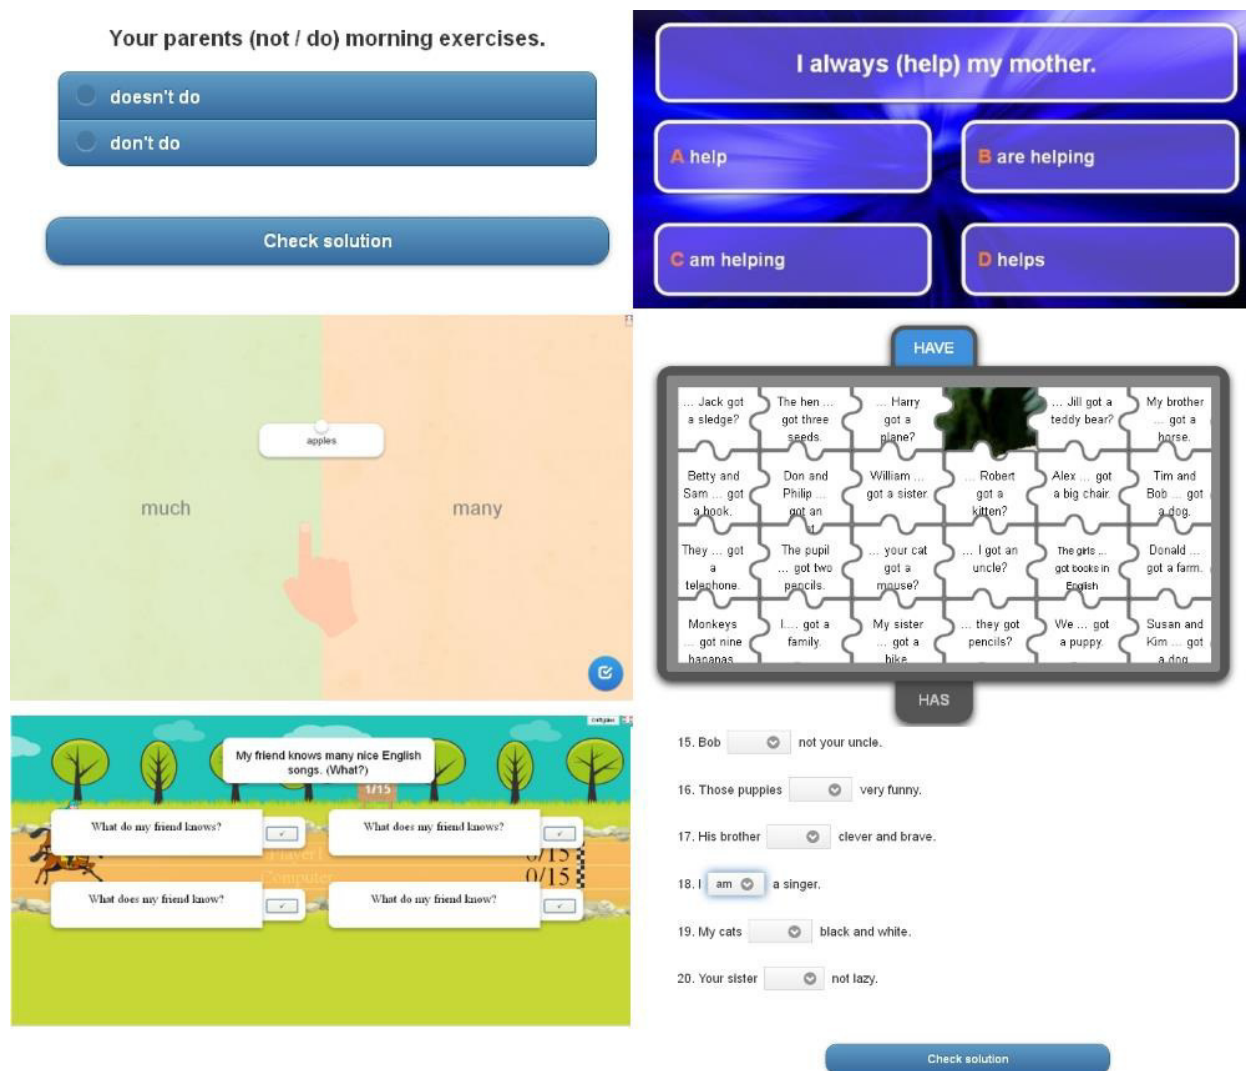 Your parents (not / do) morning exercises.
doesn't do
don't do
Check solution
I always (help) my mother.
A help
B are helping
C am helping
D helps
apples
much
many
HAVE
... Jack got
a sledge?
The hen ...
got three
seeds.
... Harry
got a
plane?
... Jill got a
teddy bear?
My brother
... got a
horse.
Betty and
Sam ... got
a book.
Don and
Philip ...
got an
William ...
got a sister.
... Robert
got a
kitten?
Alex ... got
a big chair.
Tim and
Bob ... got
a dog.
They ... got
a
telephone.
The pupil
... got two
pencils.
... your cat
got a
mouse?
... I got an
uncle?
The girls ...
got books in
English
Donald ...
got a farm.
Monkeys
... got nine
bananas
I.... got a
family.
My sister
... got a
bike
... they got
pencils?
We ... got
a puppy.
Susan and
Kim ... got
a dog
HAS
My friend knows many nice English
songs. (What?)
1/15
What do my friend knows?
What does my friend knows?
Player1
0/15
Computer
0/15
What does my friend know?
What do my friend know?
15. Bob not your uncle.
16. Those puppies very funny.
17. His brother clever and brave.
18. I am a singer.
19. My cats black and white.
20. Your sister not lazy.
Check solution